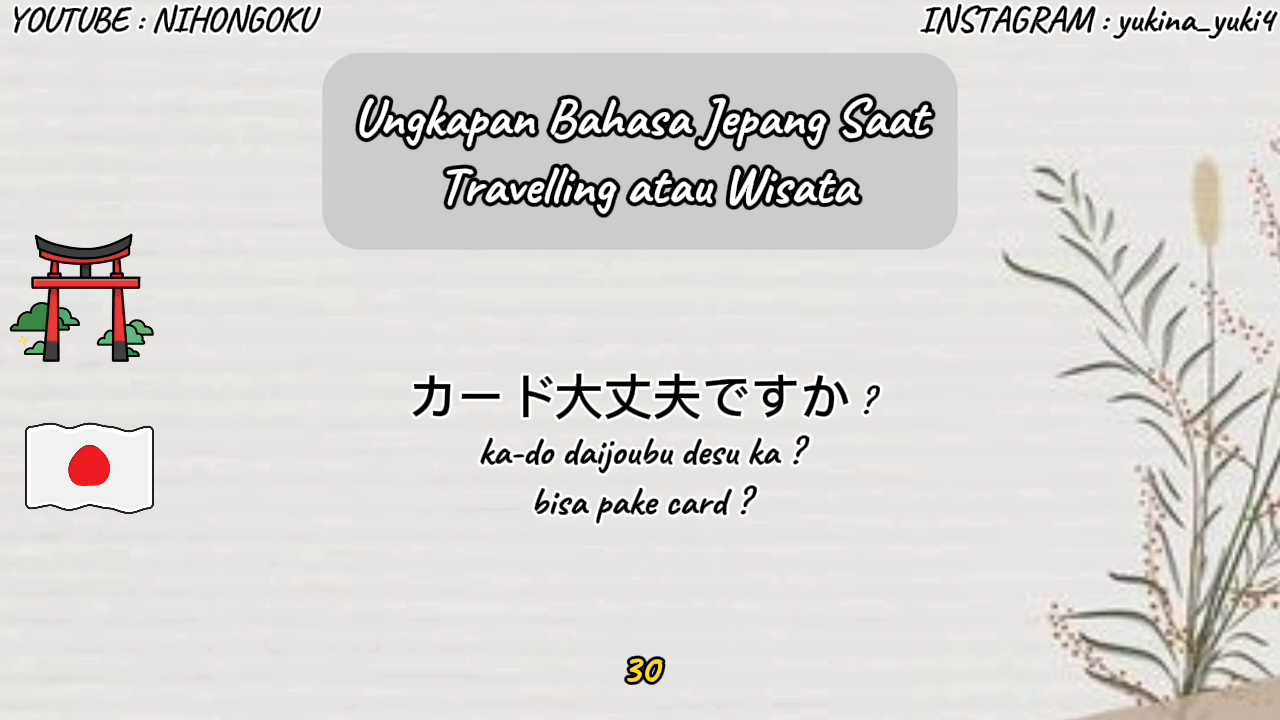 YOUTUBE : NIHONGOKU
INSTAGRAM : yukina_yuki4
Ungkapan Bahasa Jepang Saat
Travelling atau Wisata
カード大丈夫ですか ?
ka-do daijoubu desu ka ?
bisa pake card ?
30